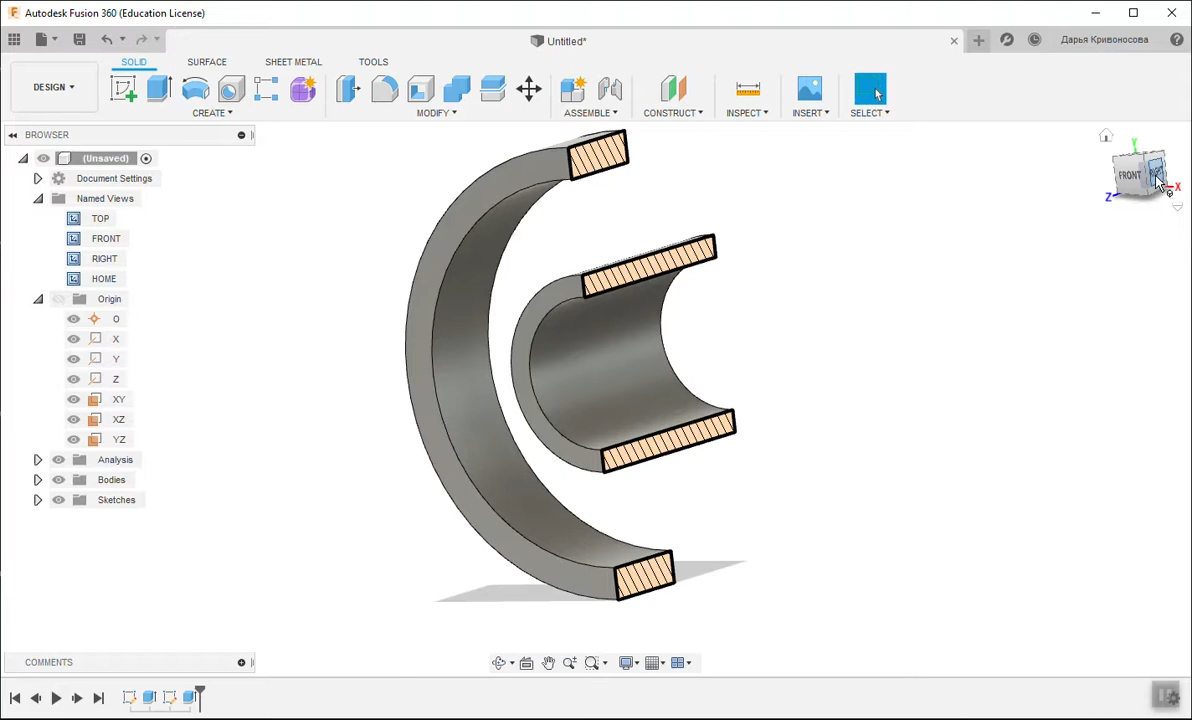 Autodesk Fusion 360 (Education License)
Untitled*
Дарья Кривоносова
SOLID SURFACE SHEET METAL TOOLS
DESIGN
CREATE MODIFY ASSEMBLE CONSTRUCT INSPECT INSERT SELECT
BROWSER
(Unsaved)
Document Settings
Named Views
TOP
FRONT
RIGHT
HOME
Origin
O
X
Y
Z
XY
XZ
YZ
Analysis
Bodies
Sketches
Y
FRONT
X
Z
COMMENTS